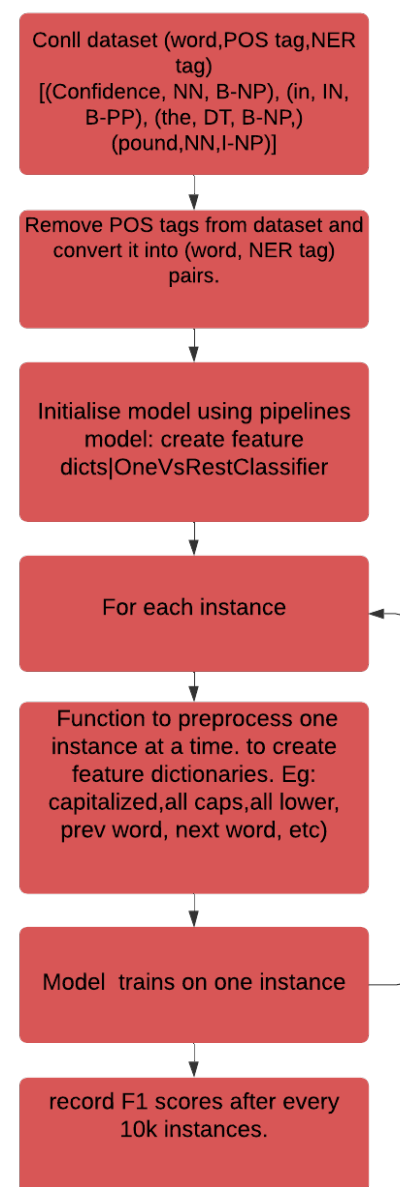 Conll dataset (word,POS tag,NER
tag)
[(Confidence, NN, B-NP), (in, IN,
B-PP), (the, DT, B-NP,)
(pound,NN,I-NP)]
Remove POS tags from dataset and
convert it into (word, NER tag)
pairs.
Initialise model using pipelines
model: create feature
dicts|OneVsRestClassifier
For each instance
Function to preprocess one
instance at a time. to create
feature dictionaries. Eg:
capitalized,all caps,all lower,
prev word, next word, etc)
Model trains on one instance
record F1 scores after every
10k instances.